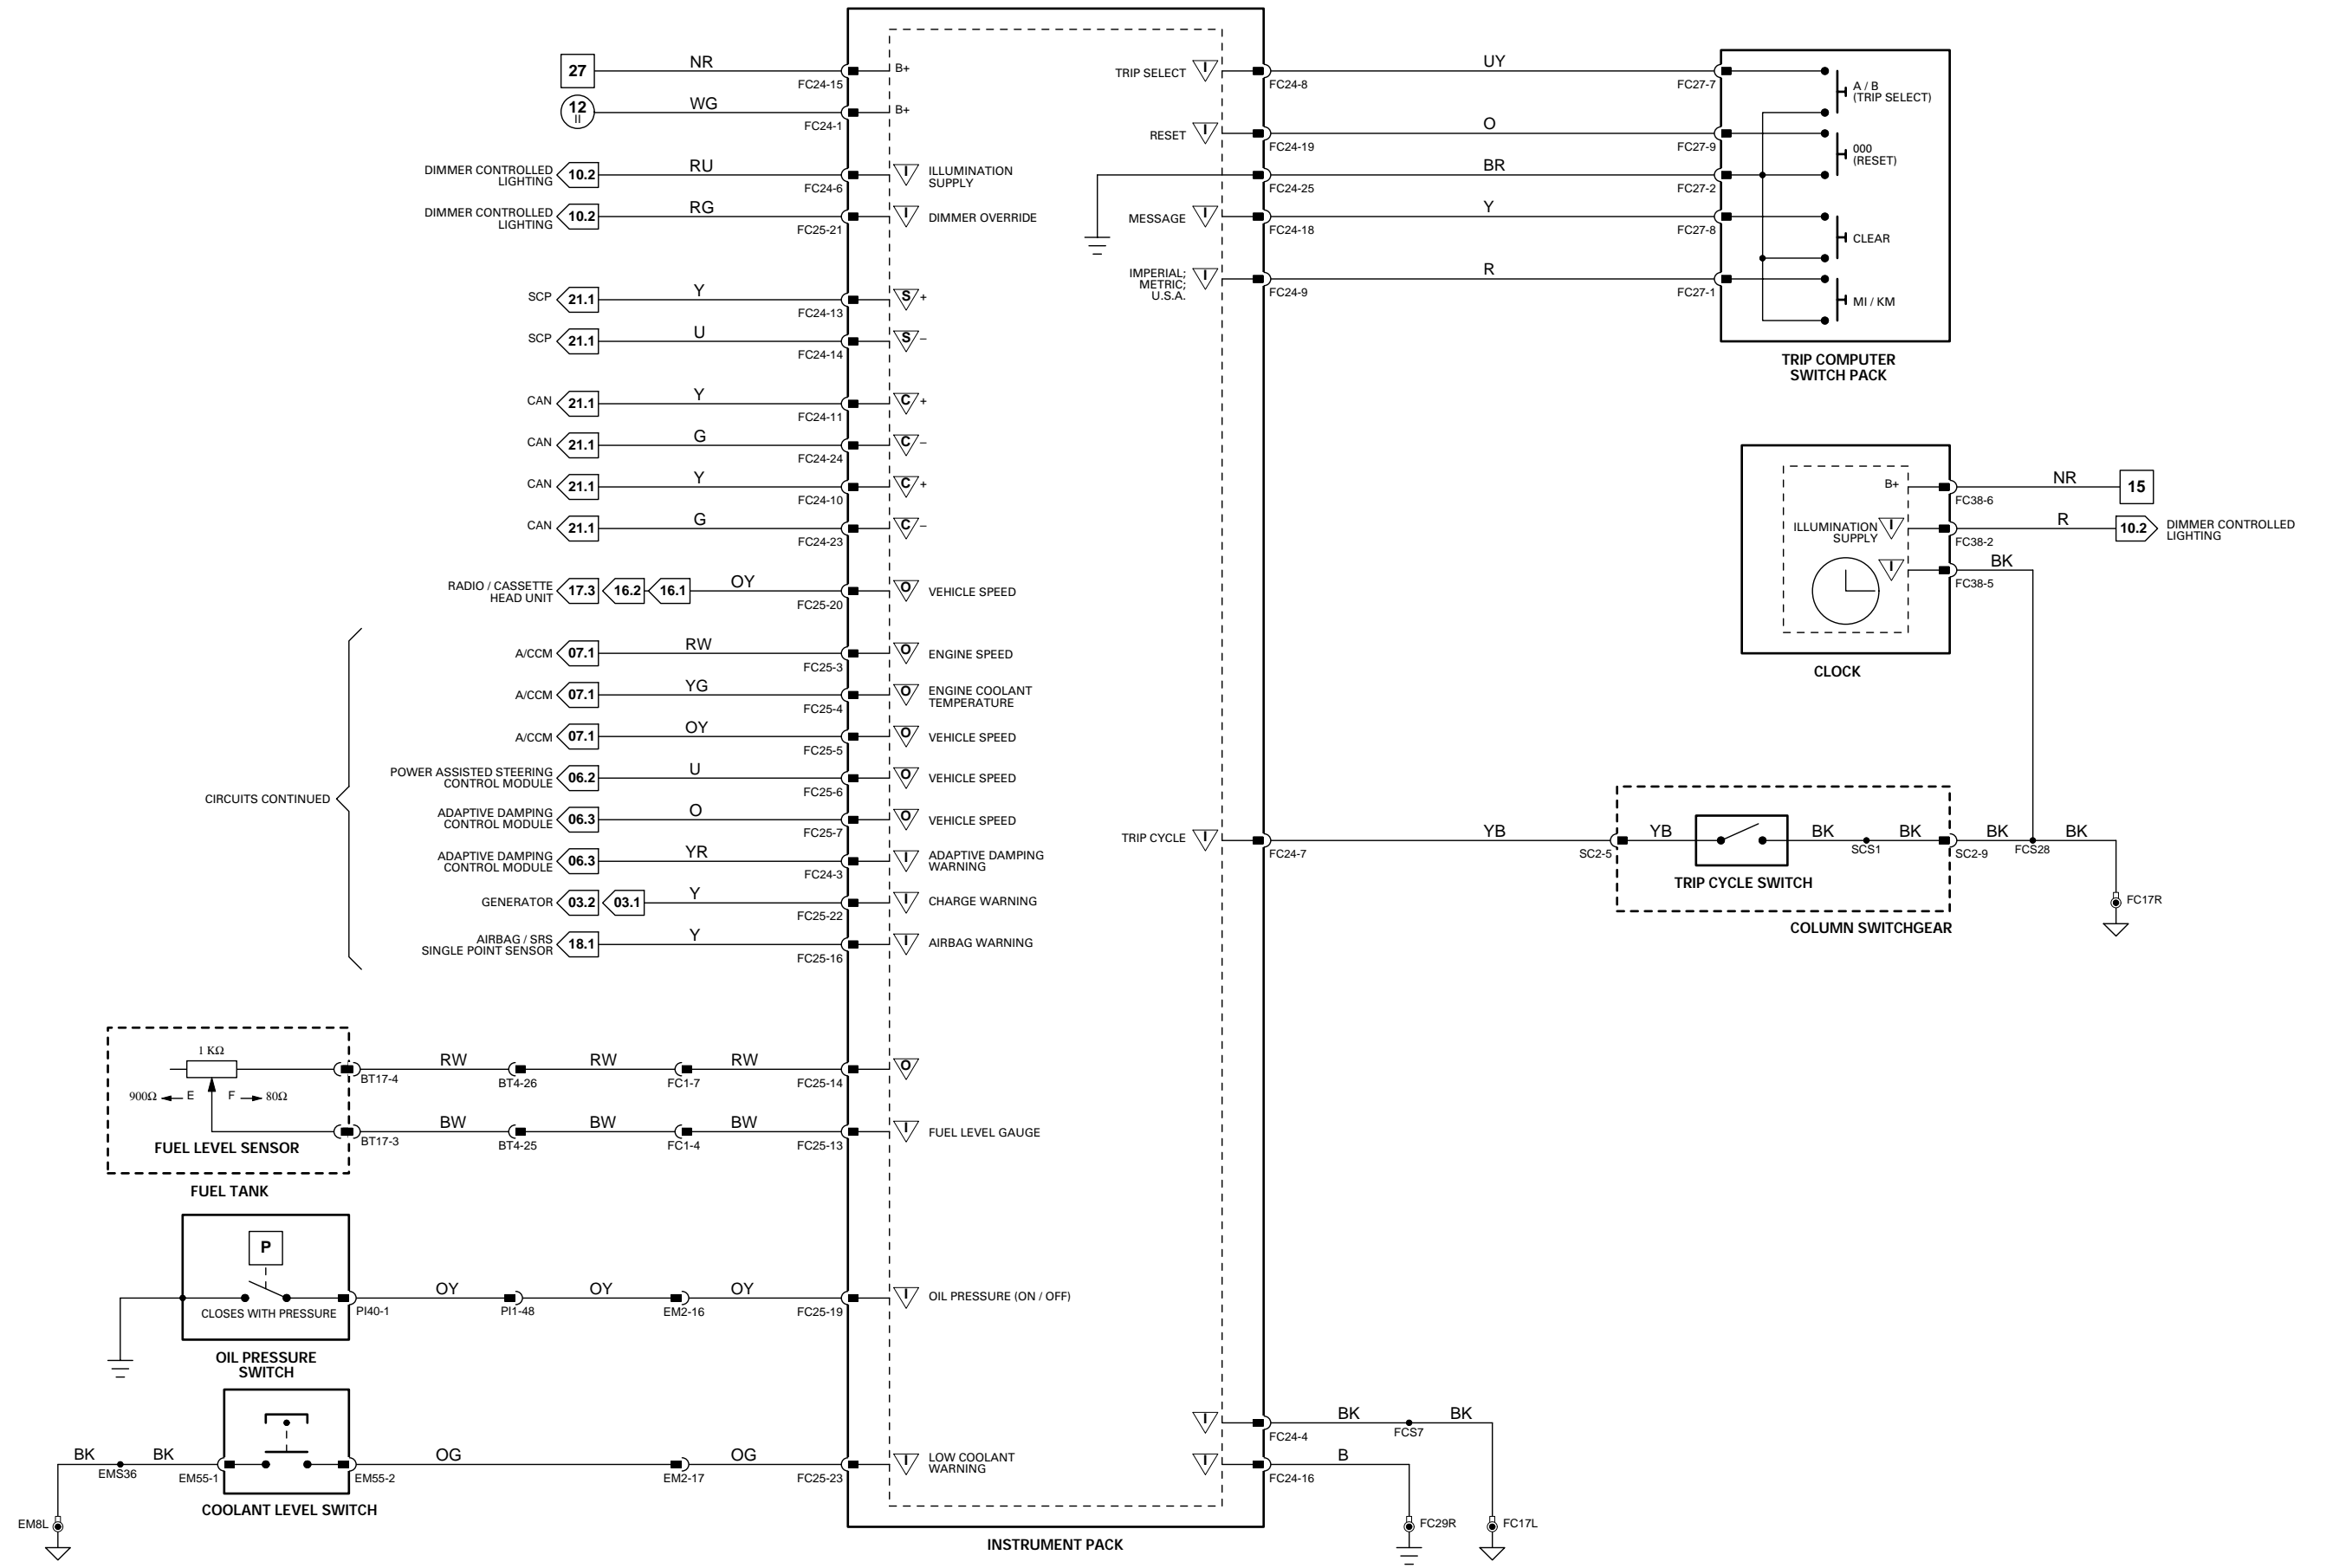 27 NR FC24-15 B+
12 II WG FC24-1 B+
DIMMER CONTROLLED
LIGHTING 10.2 RU FC24-6 I ILLUMINATION
SUPPLY
DIMMER CONTROLLED
LIGHTING 10.2 RG FC25-21 I DIMMER OVERRIDE
SCP 21.1 Y FC24-13 S +
SCP 21.1 U FC24-14 S –
CAN 21.1 Y FC24-11 C +
CAN 21.1 G FC24-24 C –
CAN 21.1 Y FC24-10 C +
CAN 21.1 G FC24-23 C –
RADIO / CASSETTE
HEAD UNIT 17.3 16.2 16.1 OY FC25-20 O VEHICLE SPEED
CIRCUITS CONTINUED
A/CCM 07.1 RW FC25-3 O ENGINE SPEED
A/CCM 07.1 YG FC25-4 O ENGINE COOLANT
TEMPERATURE
A/CCM 07.1 OY FC25-5 O VEHICLE SPEED
POWER ASSISTED STEERING
CONTROL MODULE 06.2 U FC25-6 O VEHICLE SPEED
ADAPTIVE DAMPING
CONTROL MODULE 06.3 O FC25-7 O VEHICLE SPEED
ADAPTIVE DAMPING
CONTROL MODULE 06.3 YR FC24-3 I ADAPTIVE DAMPING
WARNING
GENERATOR 03.2 03.1 Y FC25-22 I CHARGE WARNING
AIRBAG / SRS
SINGLE POINT SENSOR 18.1 Y FC25-16 I AIRBAG WARNING
1 KΩ
900Ω E F 80Ω
BT17-4 RW BT4-26 RW FC1-7 RW FC25-14 O
BT17-3 BW BT4-25 BW FC1-4 BW FC25-13 I FUEL LEVEL GAUGE
FUEL LEVEL SENSOR
FUEL TANK
P
CLOSES WITH PRESSURE
PI40-1 OY PI1-48 OY EM2-16 OY FC25-19 I OIL PRESSURE (ON / OFF)
OIL PRESSURE
SWITCH
BK EMS36 BK EM55-1 EM55-2 OG EM2-17 OG FC25-23 I LOW COOLANT
WARNING
COOLANT LEVEL SWITCH
EM8L
TRIP SELECT I FC24-8 UY FC27-7 A / B
(TRIP SELECT)
RESET I FC24-19 O FC27-9 000
(RESET)
FC24-25 BR FC27-2
MESSAGE I FC24-18 Y FC27-8 CLEAR
IMPERIAL;
METRIC;
U.S.A. I FC24-9 R FC27-1 MI / KM
TRIP COMPUTER
SWITCH PACK
B+ FC38-6 NR 15
ILLUMINATION
SUPPLY I FC38-2 R 10.2 DIMMER CONTROLLED
LIGHTING
I FC38-5 BK
CLOCK
TRIP CYCLE I FC24-7 YB SC2-5 YB BK SCS1 BK SC2-9 BK FCS28 BK
TRIP CYCLE SWITCH
FC17R
COLUMN SWITCHGEAR
I FC24-4 BK FCS7 BK
I FC24-16 B
FC29R FC17L
INSTRUMENT PACK